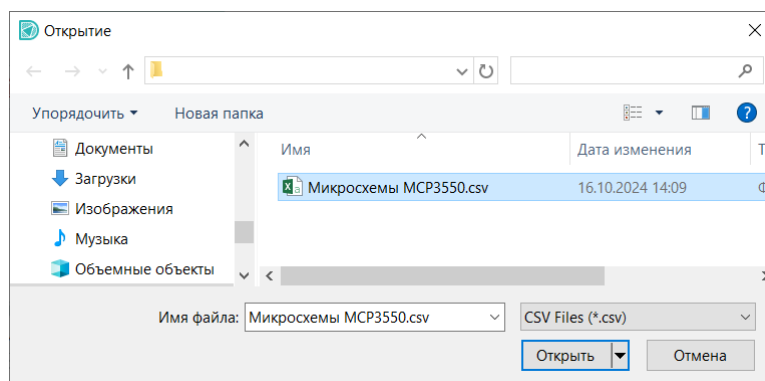 Открытие
Упорядочить Новая папка
Имя Дата изменения Т
Документы
Загрузки
Изображения
Музыка
Объемные объекты
Микросхемы MCP3550.csv 16.10.2024 14:09
Имя файла: Микросхемы MCP3550.csv CSV Files (*.csv)
Открыть Отмена